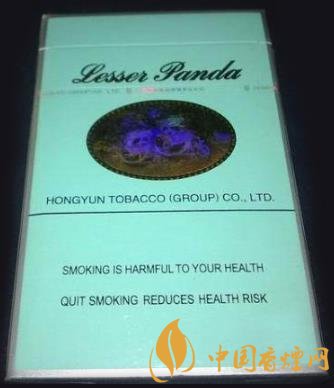 Lesser Panda
HONGYUN TOBACCO (GROUP) CO., LTD.
SMOKING IS HARMFUL TO YOUR HEALTH
QUIT SMOKING REDUCES HEALTH RISK
中国香烟网